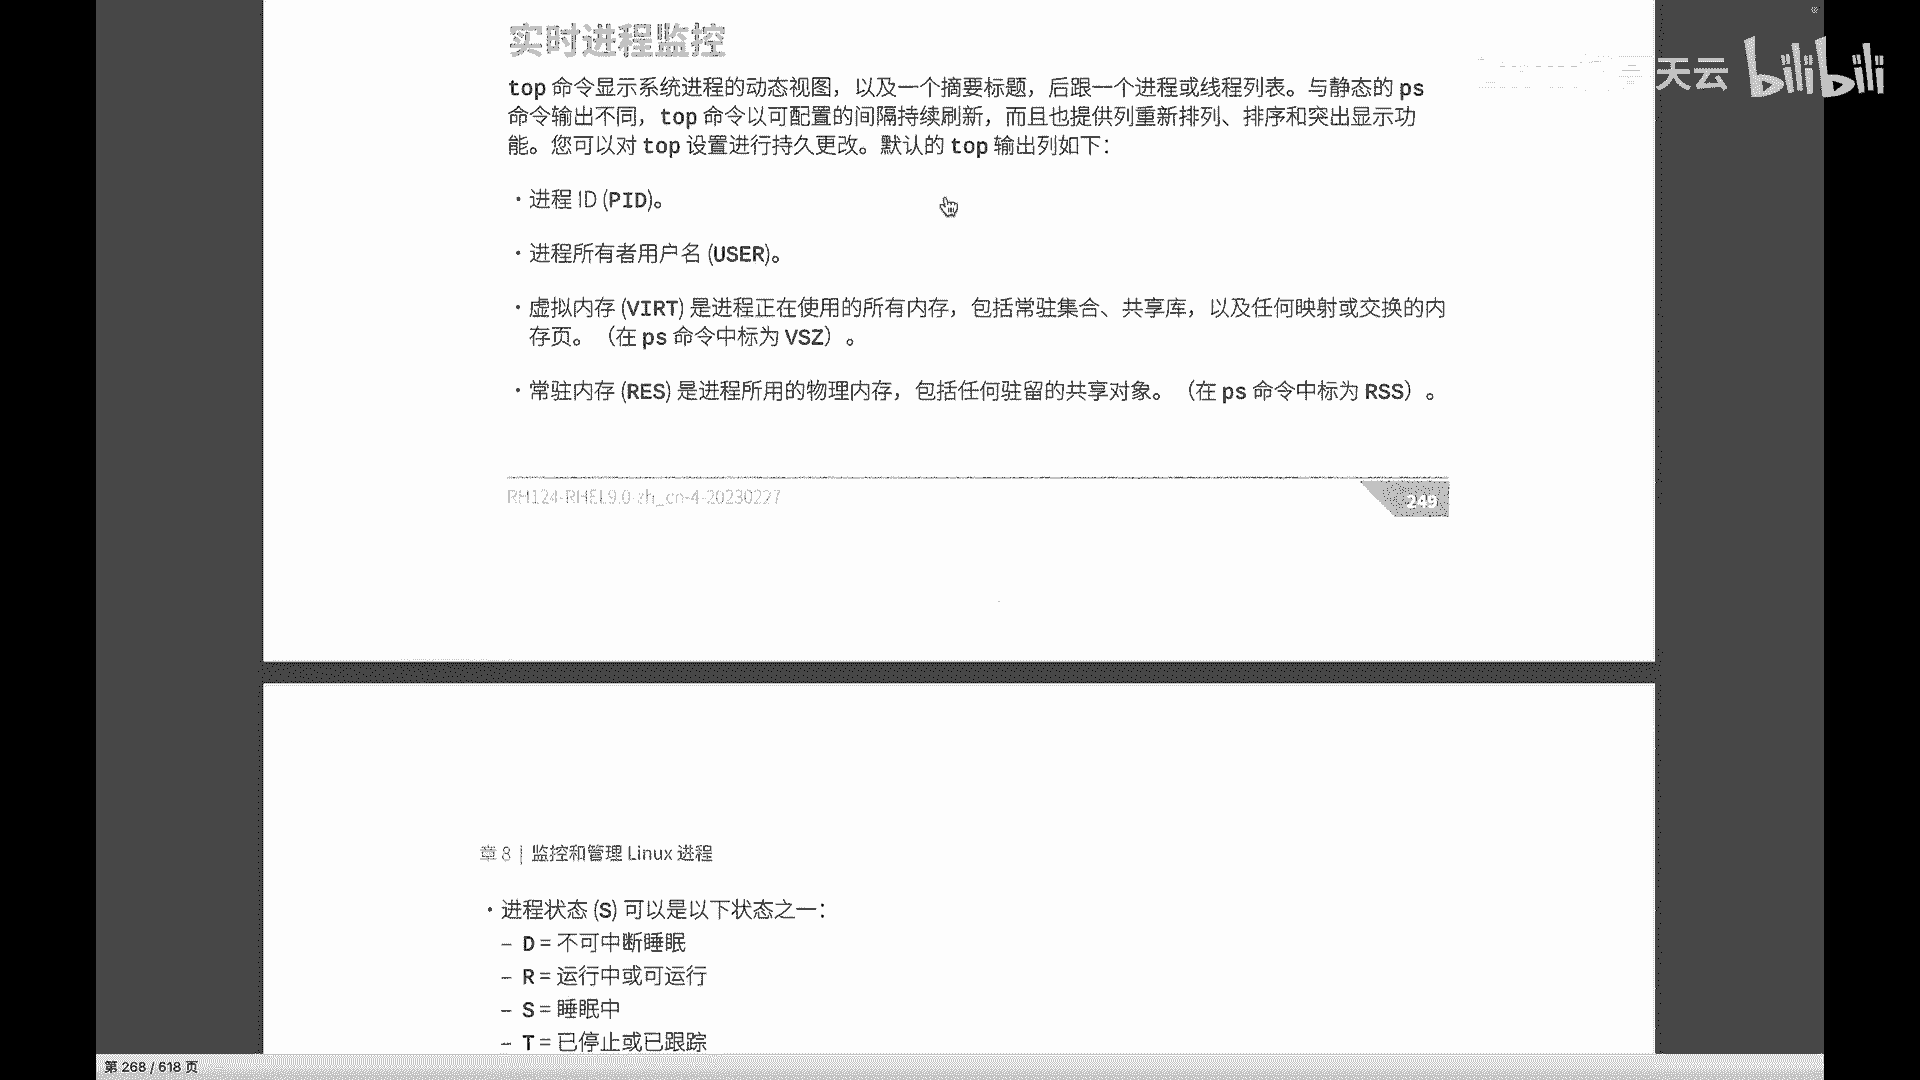 实时进程监控
天云 bilibili
top 命令显示系统进程的动态视图，以及一个摘要标题，后跟一个进程或线程列表。与静态的 ps
命令输出不同，top 命令以可配置的间隔持续刷新，而且也提供列重新排列、排序和突出显示功
能。您可以对 top 设置进行持久更改。默认的 top 输出列如下：
• 进程 ID (PID)。
• 进程所有者用户名 (USER)。
• 虚拟内存 (VIRT) 是进程正在使用的所有内存，包括常驻集合、共享库，以及任何映射或交换的内
存页。（在 ps 命令中标为 VSZ）。
• 常驻内存 (RES) 是进程所用的物理内存，包括任何驻留的共享对象。（在 ps 命令中标为 RSS）。
RH124-RHEL9.0-zh_cn-4-20230227
249
章 8 | 监控和管理 Linux 进程
• 进程状态 (S) 可以是以下状态之一：
– D = 不可中断睡眠
– R = 运行中或可运行
– S = 睡眠中
– T = 已停止或已跟踪
第 268 / 618 页